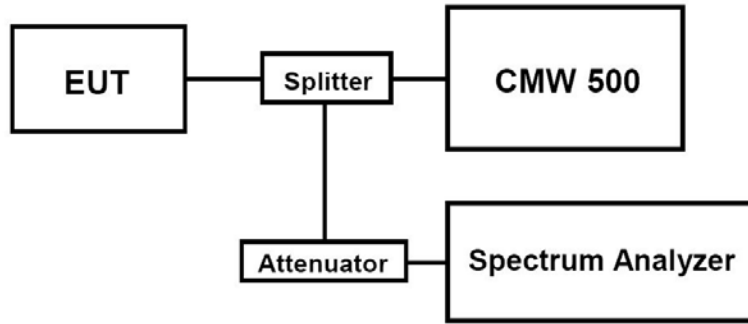 EUT
Splitter
CMW 500
Attenuator
Spectrum Analyzer